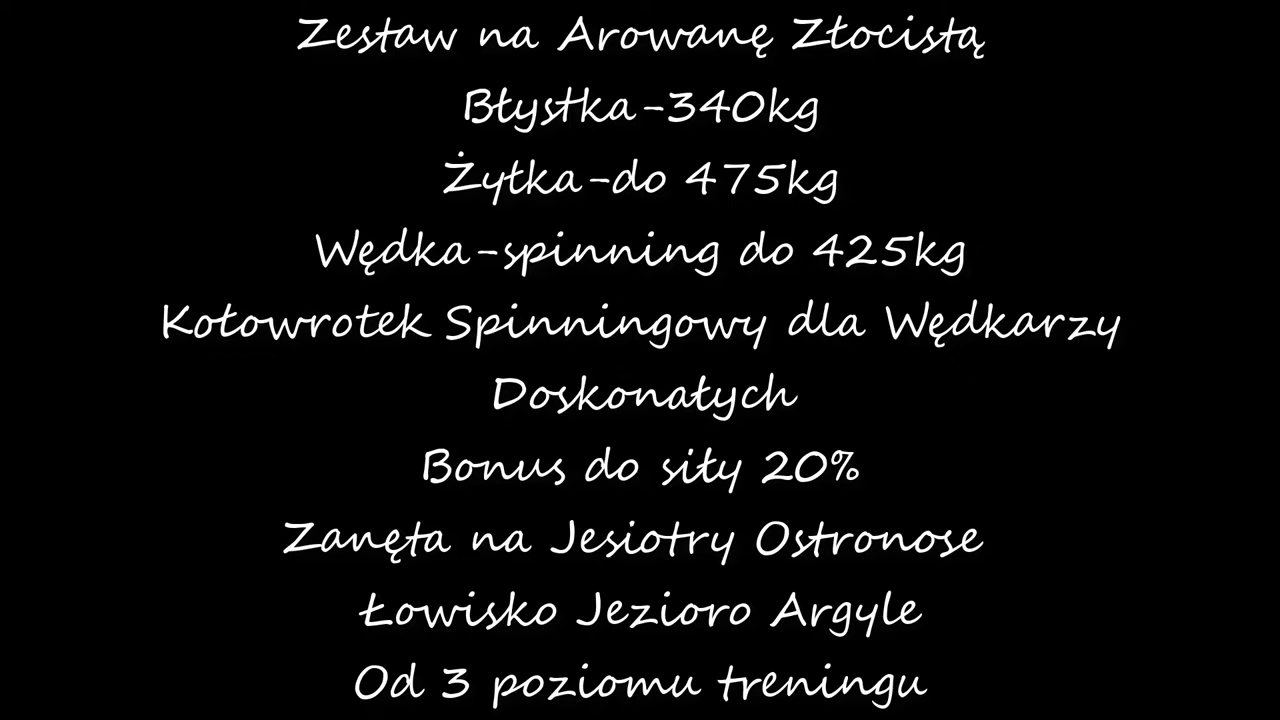 Zestaw na Arowanę Złocistą
Błystka-340kg
Żyłka-do 475kg
Wędka-spinning do 425kg
Kołowrotek Spinningowy dla Wędkarzy
Doskonałych
Bonus do siły 20%
Zanęta na Jesiotry Ostronose
Łowisko Jezioro Argyle
Od 3 poziomu treningu